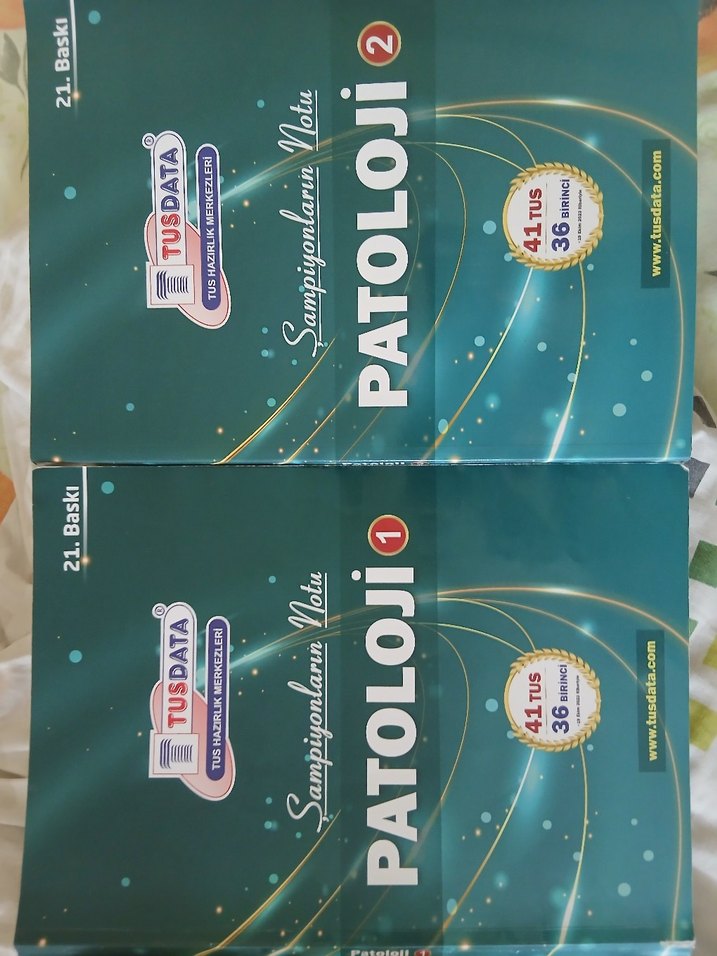 21. Baskı
TUSDATA®
TUS HAZIRLIK MERKEZLERİ
Şampiyonların Notu
PATOLOJİ 2
41 TUS
36 BİRİNCİ
www.tusdata.com
21. Baskı
TUSDATA®
TUS HAZIRLIK MERKEZLERİ
Şampiyonların Notu
PATOLOJİ 1
41 TUS
36 BİRİNCİ
www.tusdata.com
Patoloji 1